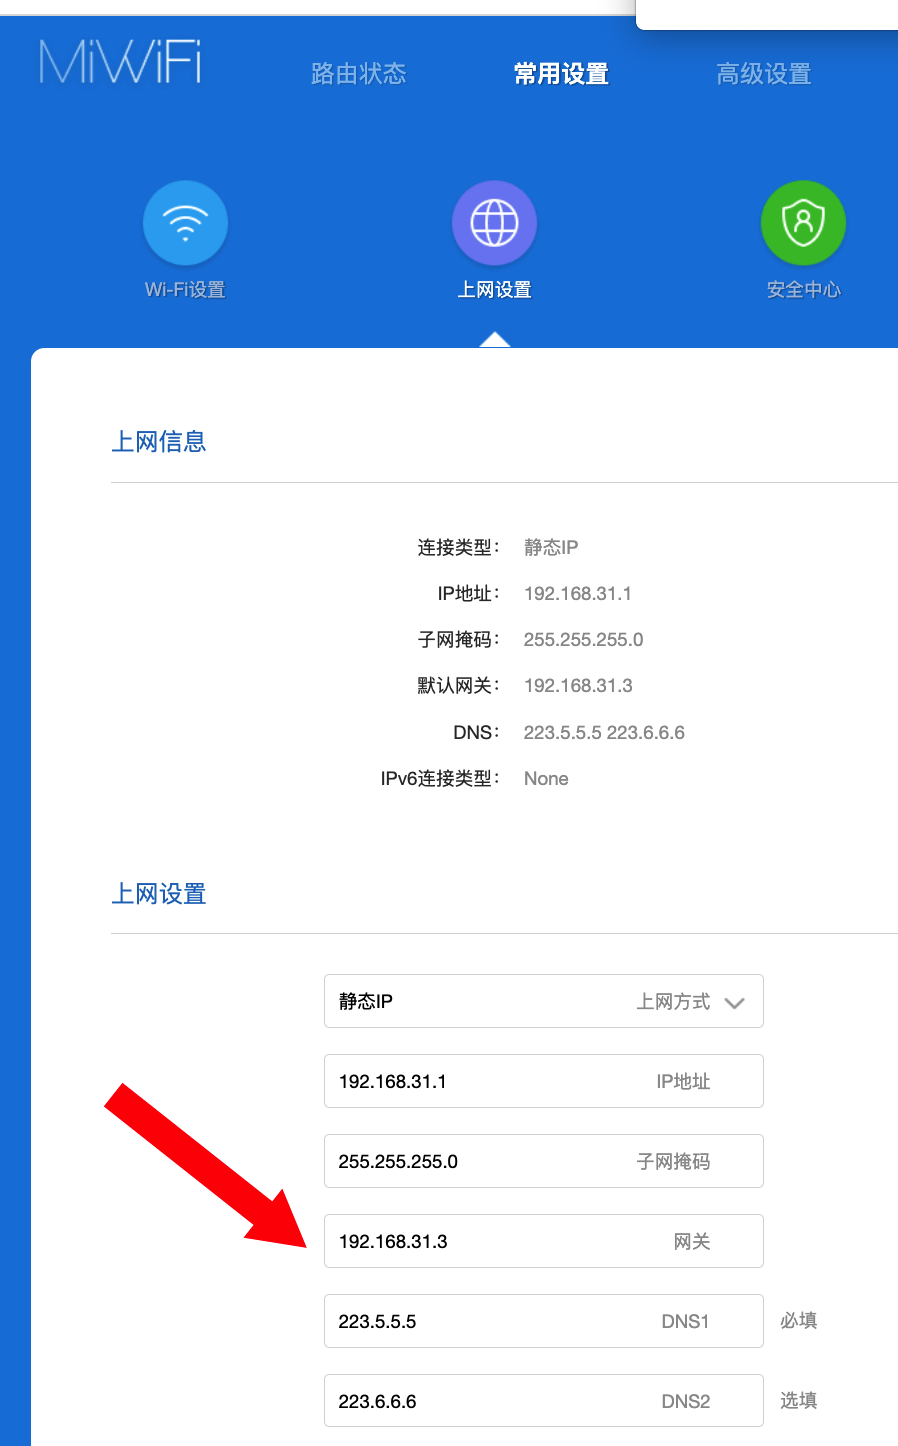 MiWiFi
路由状态 常用设置 高级设置
Wi-Fi设置 上网设置 安全中心
上网信息
连接类型： 静态IP
IP地址： 192.168.31.1
子网掩码： 255.255.255.0
默认网关： 192.168.31.3
DNS： 223.5.5.5 223.6.6.6
IPv6连接类型： None
上网设置
静态IP 上网方式
192.168.31.1 IP地址
255.255.255.0 子网掩码
192.168.31.3 网关
223.5.5.5 DNS1 必填
223.6.6.6 DNS2 选填